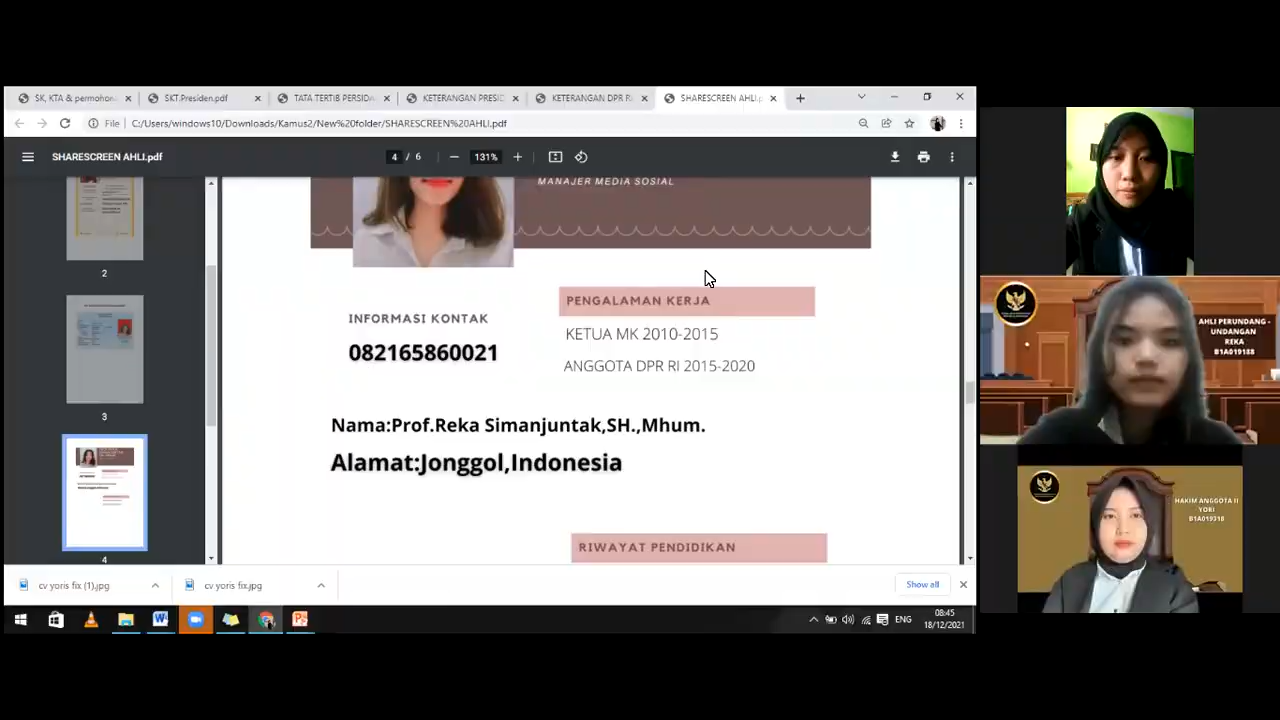 SK, KTA & permohon
SKT.Presiden.pdf
TATA TERTIB PERSIDA
KETERANGAN PRESID
KETERANGAN DPR R
SHARESCREEN AHLI.p
File
C:/Users/windows10/Downloads/Kamus2/New%20folder/SHARESCREEN%20AHLI.pdf
SHARESCREEN AHLI.pdf
4 / 6
131%
MANAJER MEDIA SOSIAL
2
3
4
INFORMASI KONTAK
082165860021
PENGALAMAN KERJA
KETUA MK 2010-2015
ANGGOTA DPR RI 2015-2020
Nama:Prof.Reka Simanjuntak,SH.,Mhum.
Alamat:Jonggol,Indonesia
RIWAYAT PENDIDIKAN
AHLI PERUNDANG -
UNDANGAN
REKA
B1A019188
HAKIM ANGGOTA II
YORI
B1A019318
cv yoris fix (1).jpg
cv yoris fix.jpg
Show all
ENG
08:45
18/12/2021